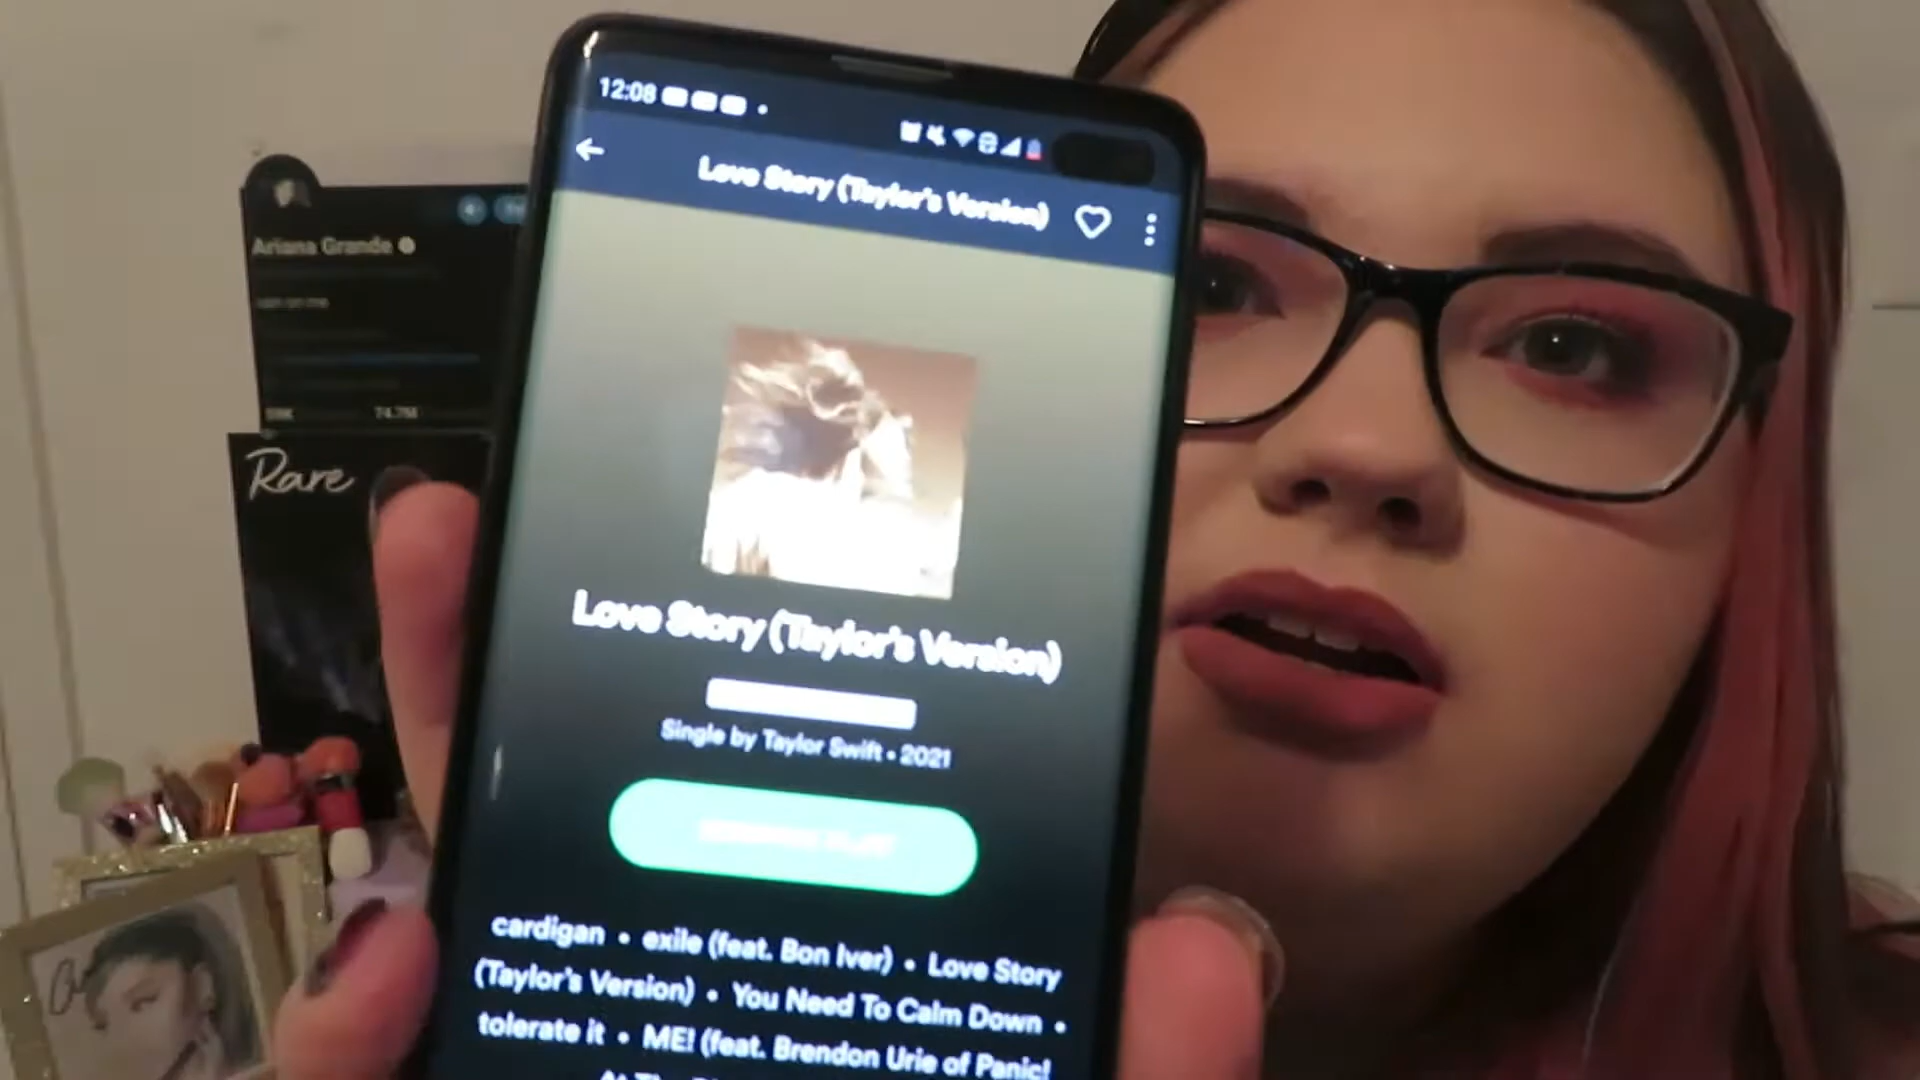 12:08
Love Story (Taylor's Version)
Ariana Grande
74.7M
Rare
Love Story (Taylor's Version)
Single by Taylor Swift • 2021
cardigan • exile (feat. Bon Iver) • Love Story
(Taylor's Version) • You Need To Calm Down •
tolerate it • ME! (feat. Brendon Urie of Panic!